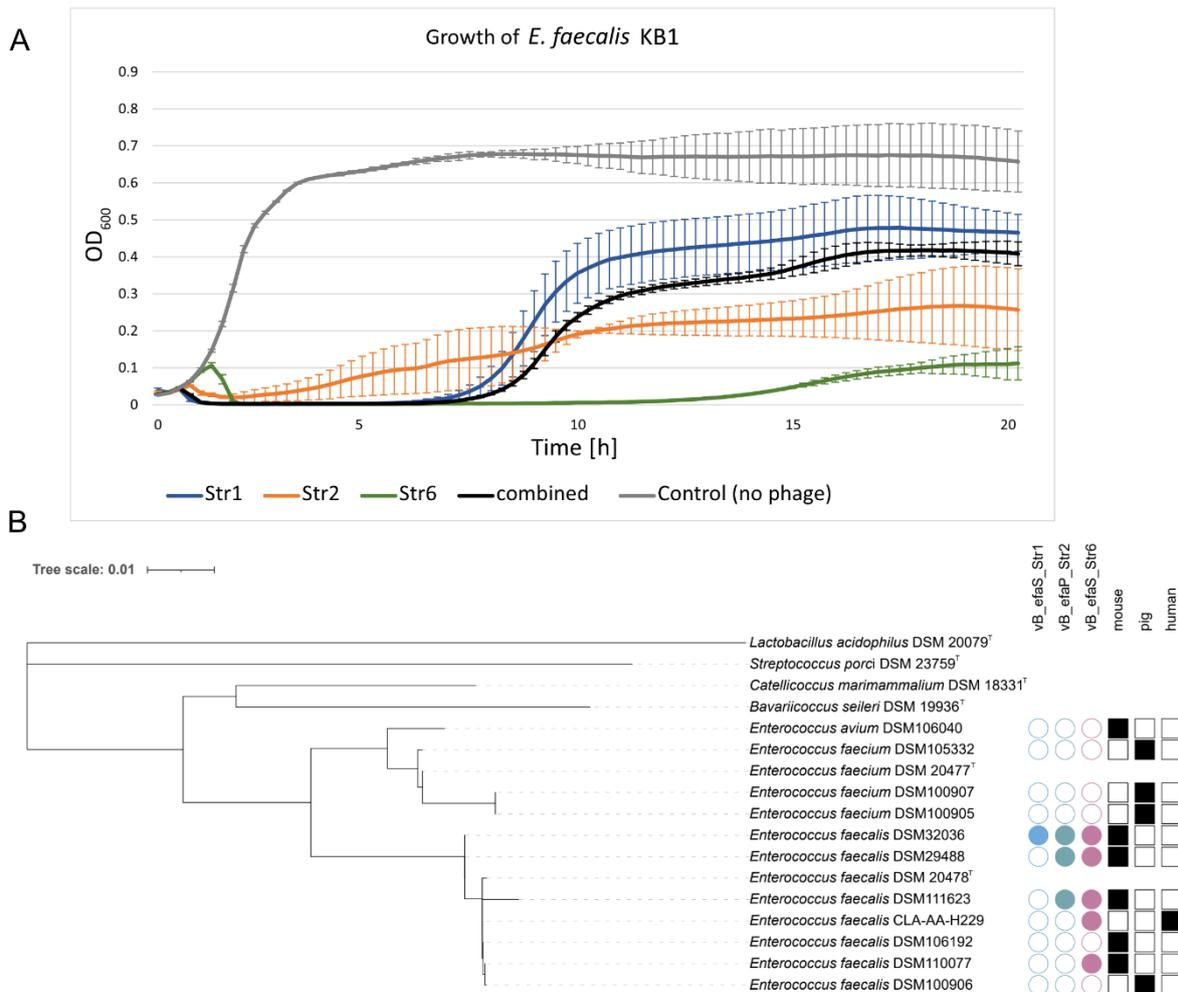 A
Growth of E. faecalis KB1
0.9
0.8
0.7
0.6
0.5
0.4
0.3
0.2
0.1
0
OD600
0 5 10 15 20
Time [h]
Str1 Str2 Str6 combined Control (no phage)
B
Tree scale: 0.01
vB_efaS_Str1
vB_efaP_Str2
vB_efaS_Str6
mouse
pig
human
Lactobacillus acidophilus DSM 20079T
Streptococcus porci DSM 23759T
Catellicoccus marimammalium DSM 18331T
Bavariicoccus seileri DSM 19936T
Enterococcus avium DSM106040
Enterococcus faecium DSM105332
Enterococcus faecium DSM 20477T
Enterococcus faecium DSM100907
Enterococcus faecium DSM100905
Enterococcus faecalis DSM32036
Enterococcus faecalis DSM29488
Enterococcus faecalis DSM 20478T
Enterococcus faecalis DSM111623
Enterococcus faecalis CLA-AA-H229
Enterococcus faecalis DSM106192
Enterococcus faecalis DSM110077
Enterococcus faecalis DSM100906